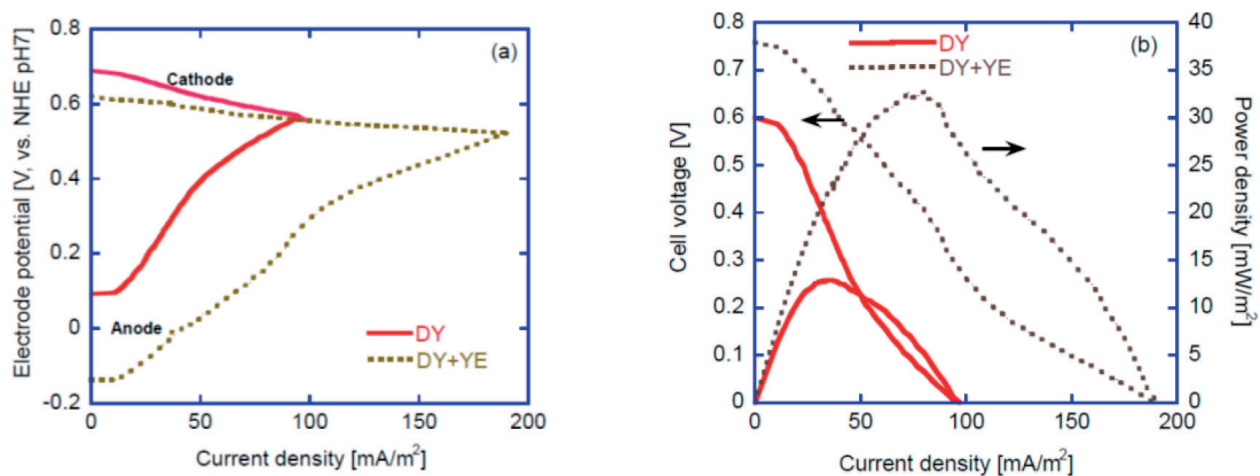 (a)
Electrode potential [V, vs. NHE pH7]
0.8
0.6
0.4
0.2
0
-0.2
Cathode
Anode
DY
DY+YE
0 50 100 150 200
Current density [mA/m²]
(b)
Cell voltage [V]
0.8
0.7
0.6
0.5
0.4
0.3
0.2
0.1
0
DY
DY+YE
40
35
30
25
20
15
10
5
0
Power density [mW/m²]
0 50 100 150 200
Current density [mA/m²]